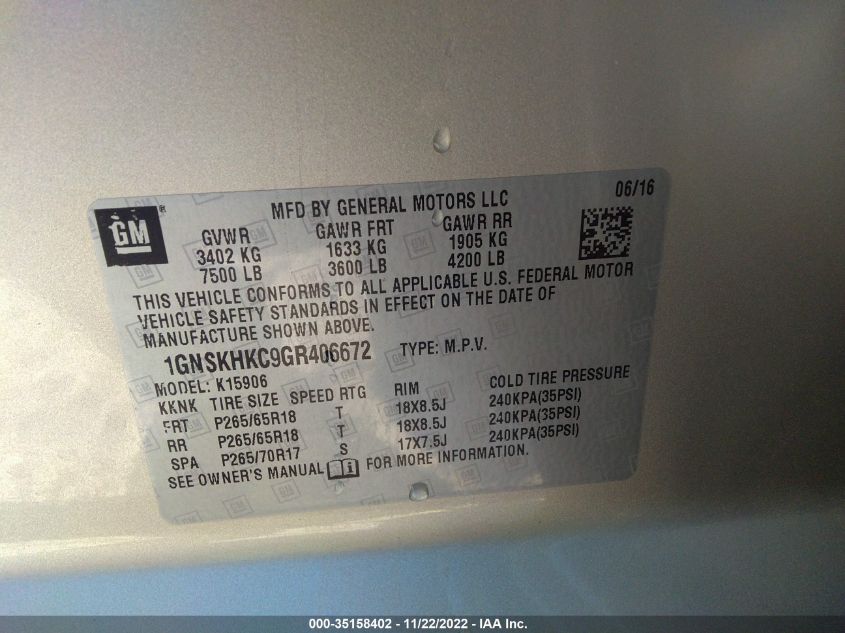 06/16
GM ®
MFD BY GENERAL MOTORS LLC
GVWR GAWR FRT GAWR RR
3402 KG 1633 KG 1905 KG
7500 LB 3600 LB 4200 LB
THIS VEHICLE CONFORMS TO ALL APPLICABLE U.S. FEDERAL MOTOR
VEHICLE SAFETY STANDARDS IN EFFECT ON THE DATE OF
MANUFACTURE SHOWN ABOVE.
1GNSKHKC9GR406672 TYPE: M.P.V.
MODEL: K15906
KKNK TIRE SIZE SPEED RTG RIM COLD TIRE PRESSURE
FRT P265/65R18 T 18X8.5J 240KPA(35PSI)
RR P265/65R18 T 18X8.5J 240KPA(35PSI)
SPA P265/70R17 S 17X7.5J 240KPA(35PSI)
SEE OWNER'S MANUAL FOR MORE INFORMATION.
000-35158402 - 11/22/2022 - IAA Inc.